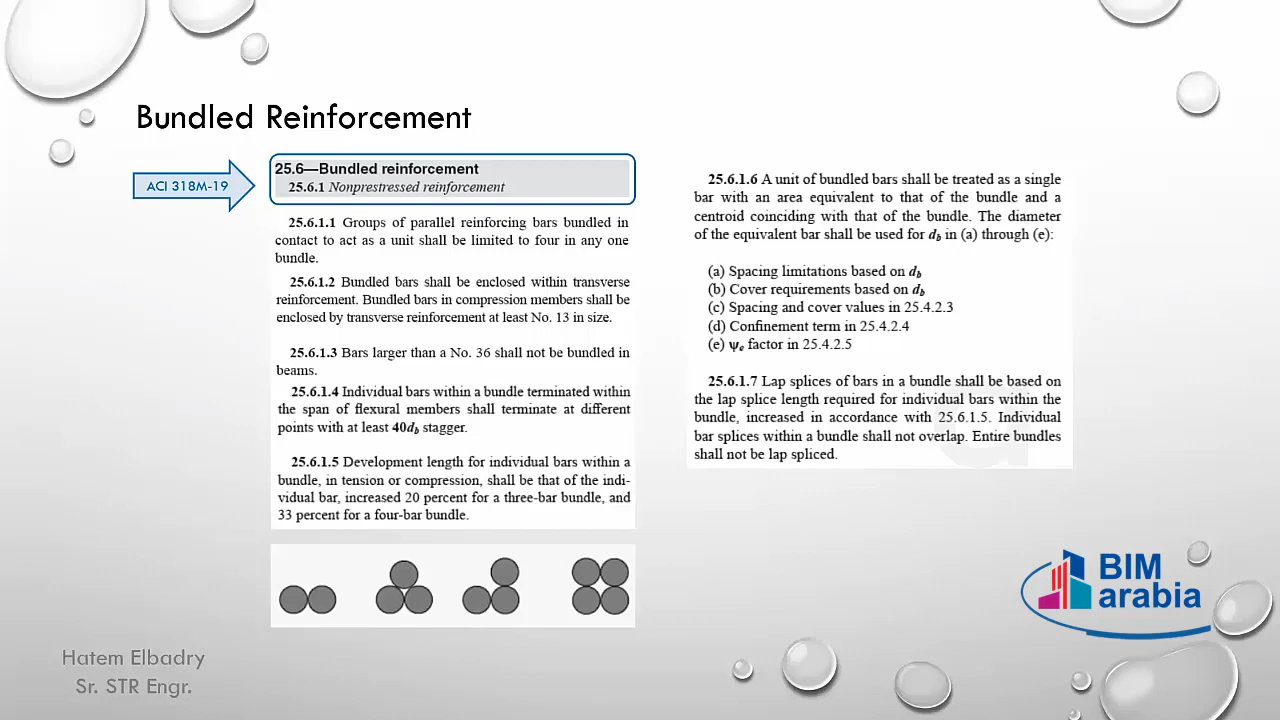 Bundled Reinforcement
ACI 318M-19
25.6—Bundled reinforcement
25.6.1 Nonprestressed reinforcement
25.6.1.1 Groups of parallel reinforcing bars bundled in
contact to act as a unit shall be limited to four in any one
bundle.
25.6.1.2 Bundled bars shall be enclosed within transverse
reinforcement. Bundled bars in compression members shall be
enclosed by transverse reinforcement at least No. 13 in size.
25.6.1.3 Bars larger than a No. 36 shall not be bundled in
beams.
25.6.1.4 Individual bars within a bundle terminated within
the span of flexural members shall terminate at different
points with at least 40db stagger.
25.6.1.5 Development length for individual bars within a
bundle, in tension or compression, shall be that of the indi-
vidual bar, increased 20 percent for a three-bar bundle, and
33 percent for a four-bar bundle.
25.6.1.6 A unit of bundled bars shall be treated as a single
bar with an area equivalent to that of the bundle and a
centroid coinciding with that of the bundle. The diameter
of the equivalent bar shall be used for db in (a) through (e):
(a) Spacing limitations based on db
(b) Cover requirements based on db
(c) Spacing and cover values in 25.4.2.3
(d) Confinement term in 25.4.2.4
(e) ψe factor in 25.4.2.5
25.6.1.7 Lap splices of bars in a bundle shall be based on
the lap splice length required for individual bars within the
bundle, increased in accordance with 25.6.1.5. Individual
bar splices within a bundle shall not overlap. Entire bundles
shall not be lap spliced.
BIM
arabia
Hatem Elbadry
Sr. STR Engr.